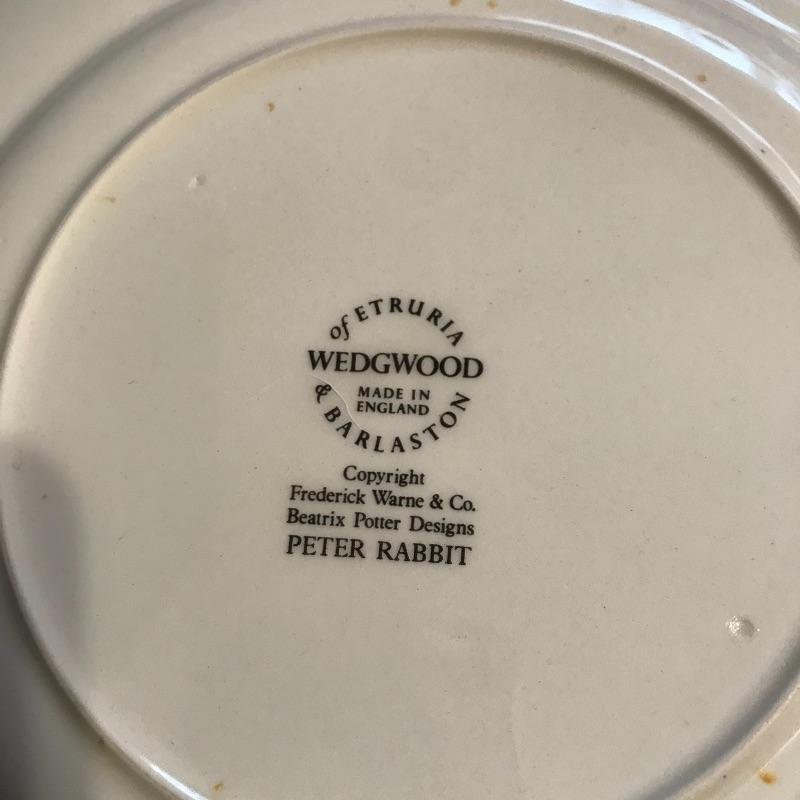 of ETRURIA
WEDGWOOD
MADE IN
ENGLAND
& BARLASTON
Copyright
Frederick Warne & Co.
Beatrix Potter Designs
PETER RABBIT